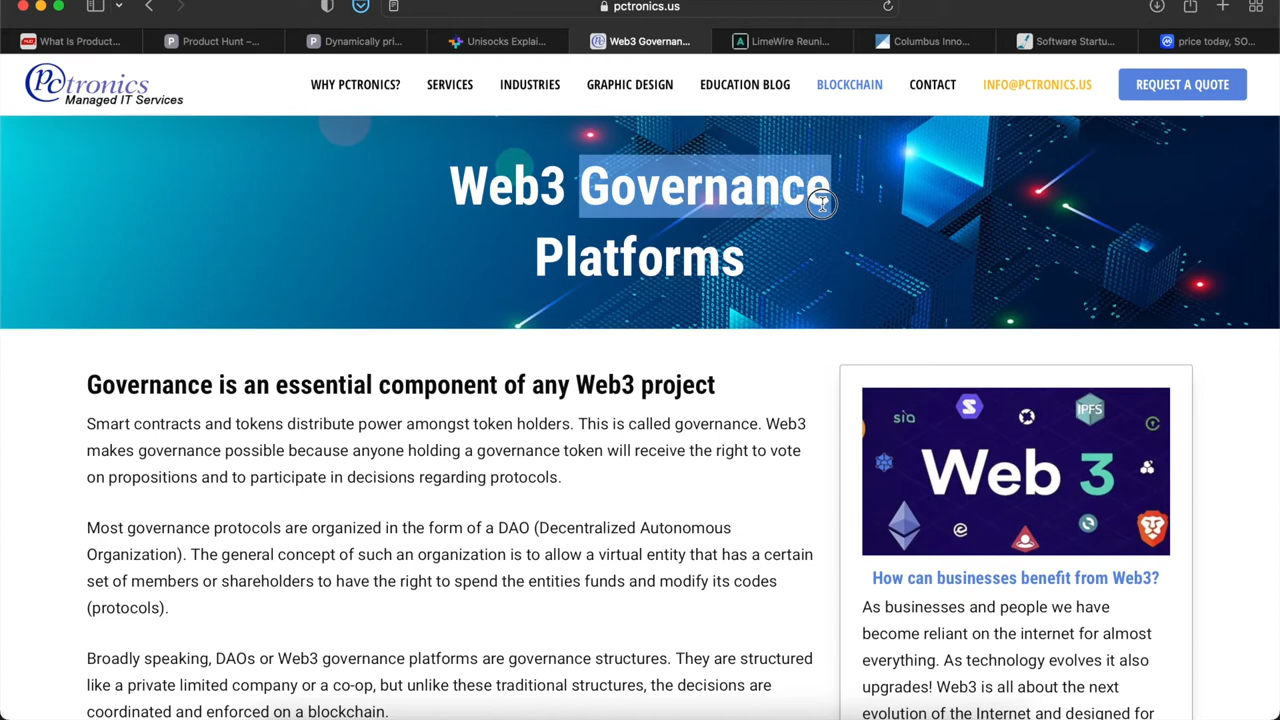 pctronics.us
What Is Product...
Product Hunt –...
Dynamically pri...
Unisocks Explai...
Web3 Governan...
LimeWire Reuni...
Columbus Inno...
Software Startu...
price today, SO...
Pctronics
Managed IT Services
WHY PCTRONICS?
SERVICES
INDUSTRIES
GRAPHIC DESIGN
EDUCATION BLOG
BLOCKCHAIN
CONTACT
INFO@PCTRONICS.US
REQUEST A QUOTE
Web3 Governance
Platforms
Governance is an essential component of any Web3 project
Smart contracts and tokens distribute power amongst token holders. This is called governance. Web3
makes governance possible because anyone holding a governance token will receive the right to vote
on propositions and to participate in decisions regarding protocols.
Most governance protocols are organized in the form of a DAO (Decentralized Autonomous
Organization). The general concept of such an organization is to allow a virtual entity that has a certain
set of members or shareholders to have the right to spend the entities funds and modify its codes
(protocols).
Broadly speaking, DAOs or Web3 governance platforms are governance structures. They are structured
like a private limited company or a co-op, but unlike these traditional structures, the decisions are
coordinated and enforced on a blockchain.
sia
IPFS
Web 3
How can businesses benefit from Web3?
As businesses and people we have
become reliant on the internet for almost
everything. As technology evolves it also
upgrades! Web3 is all about the next
evolution of the Internet and designed for